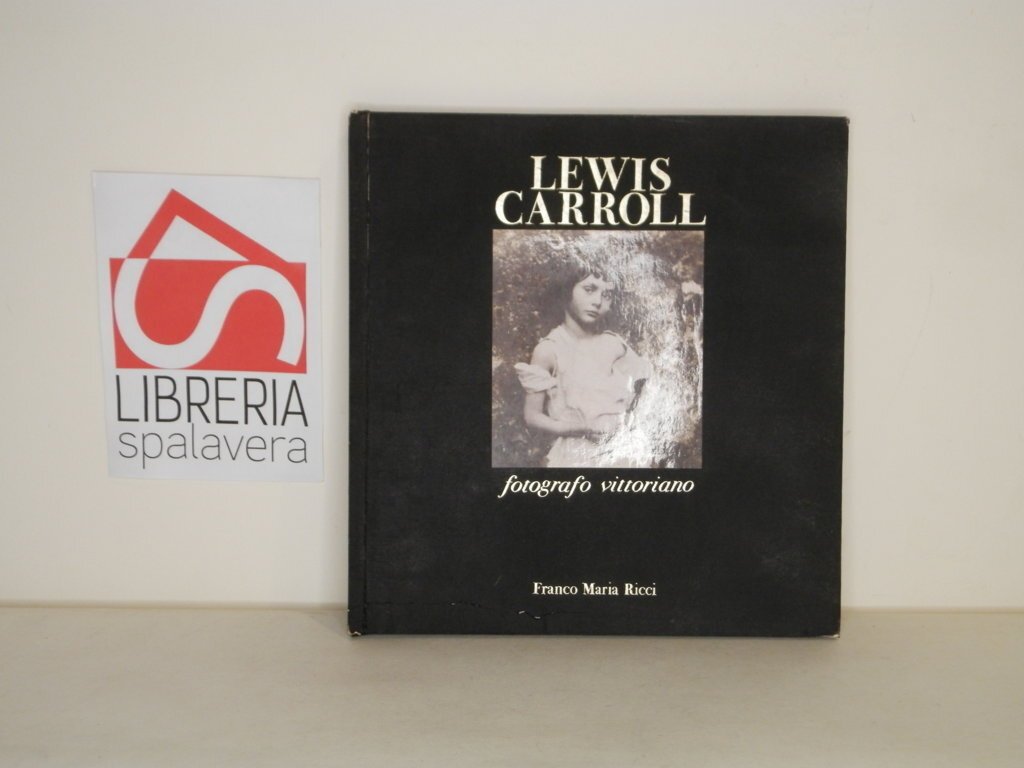 LIBRERIA
spalavera
LEWIS
CARROLL
fotografo vittoriano
Franco Maria Ricci